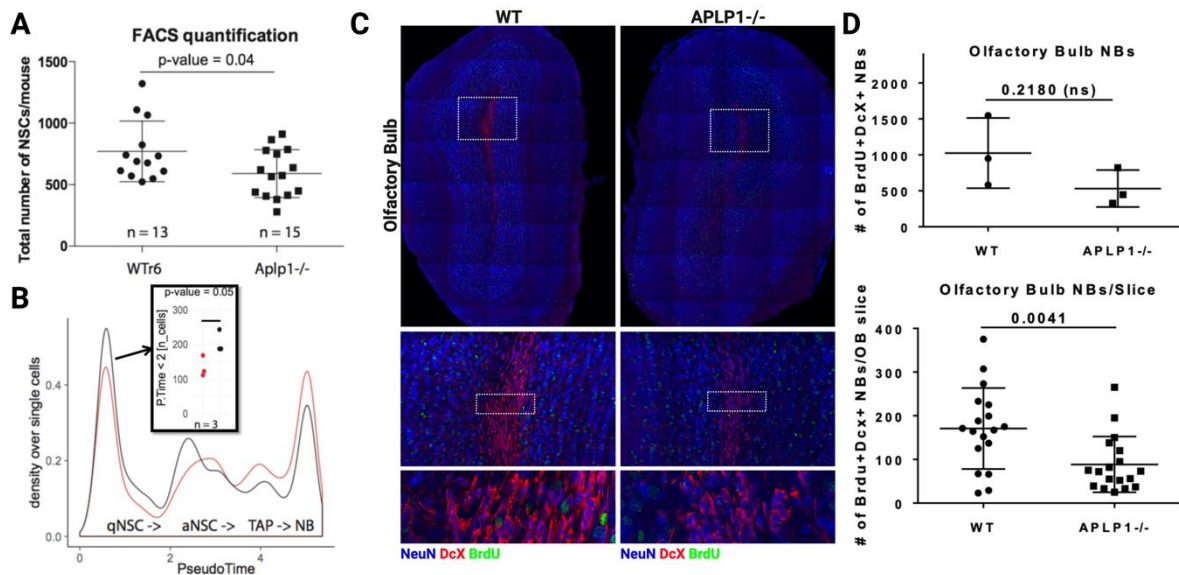 A
FACS quantification
p-value = 0.04
Total number of NSCs/mouse
1500
1000
500
0
n = 13
n = 15
WTr6
Aplp1-/-
B
density over single cells
0.4
0.2
0.0
p-value = 0.05
P.Time < 2 [n_cells]
300
200
100
0
n = 3
qNSC -> aNSC -> TAP -> NB
0 2 4
PseudoTime
C
WT
APLP1-/-
Olfactory Bulb
NeuN DcX BrdU
NeuN DcX BrdU
D
Olfactory Bulb NBs
# of BrdU+DcX+ NBs
2000
1500
1000
500
0
0.2180 (ns)
WT
APLP1-/-
Olfactory Bulb NBs/Slice
# of Brdu+Dcx+ NBs/OB slice
400
300
200
100
0
0.0041
WT
APLP1-/-